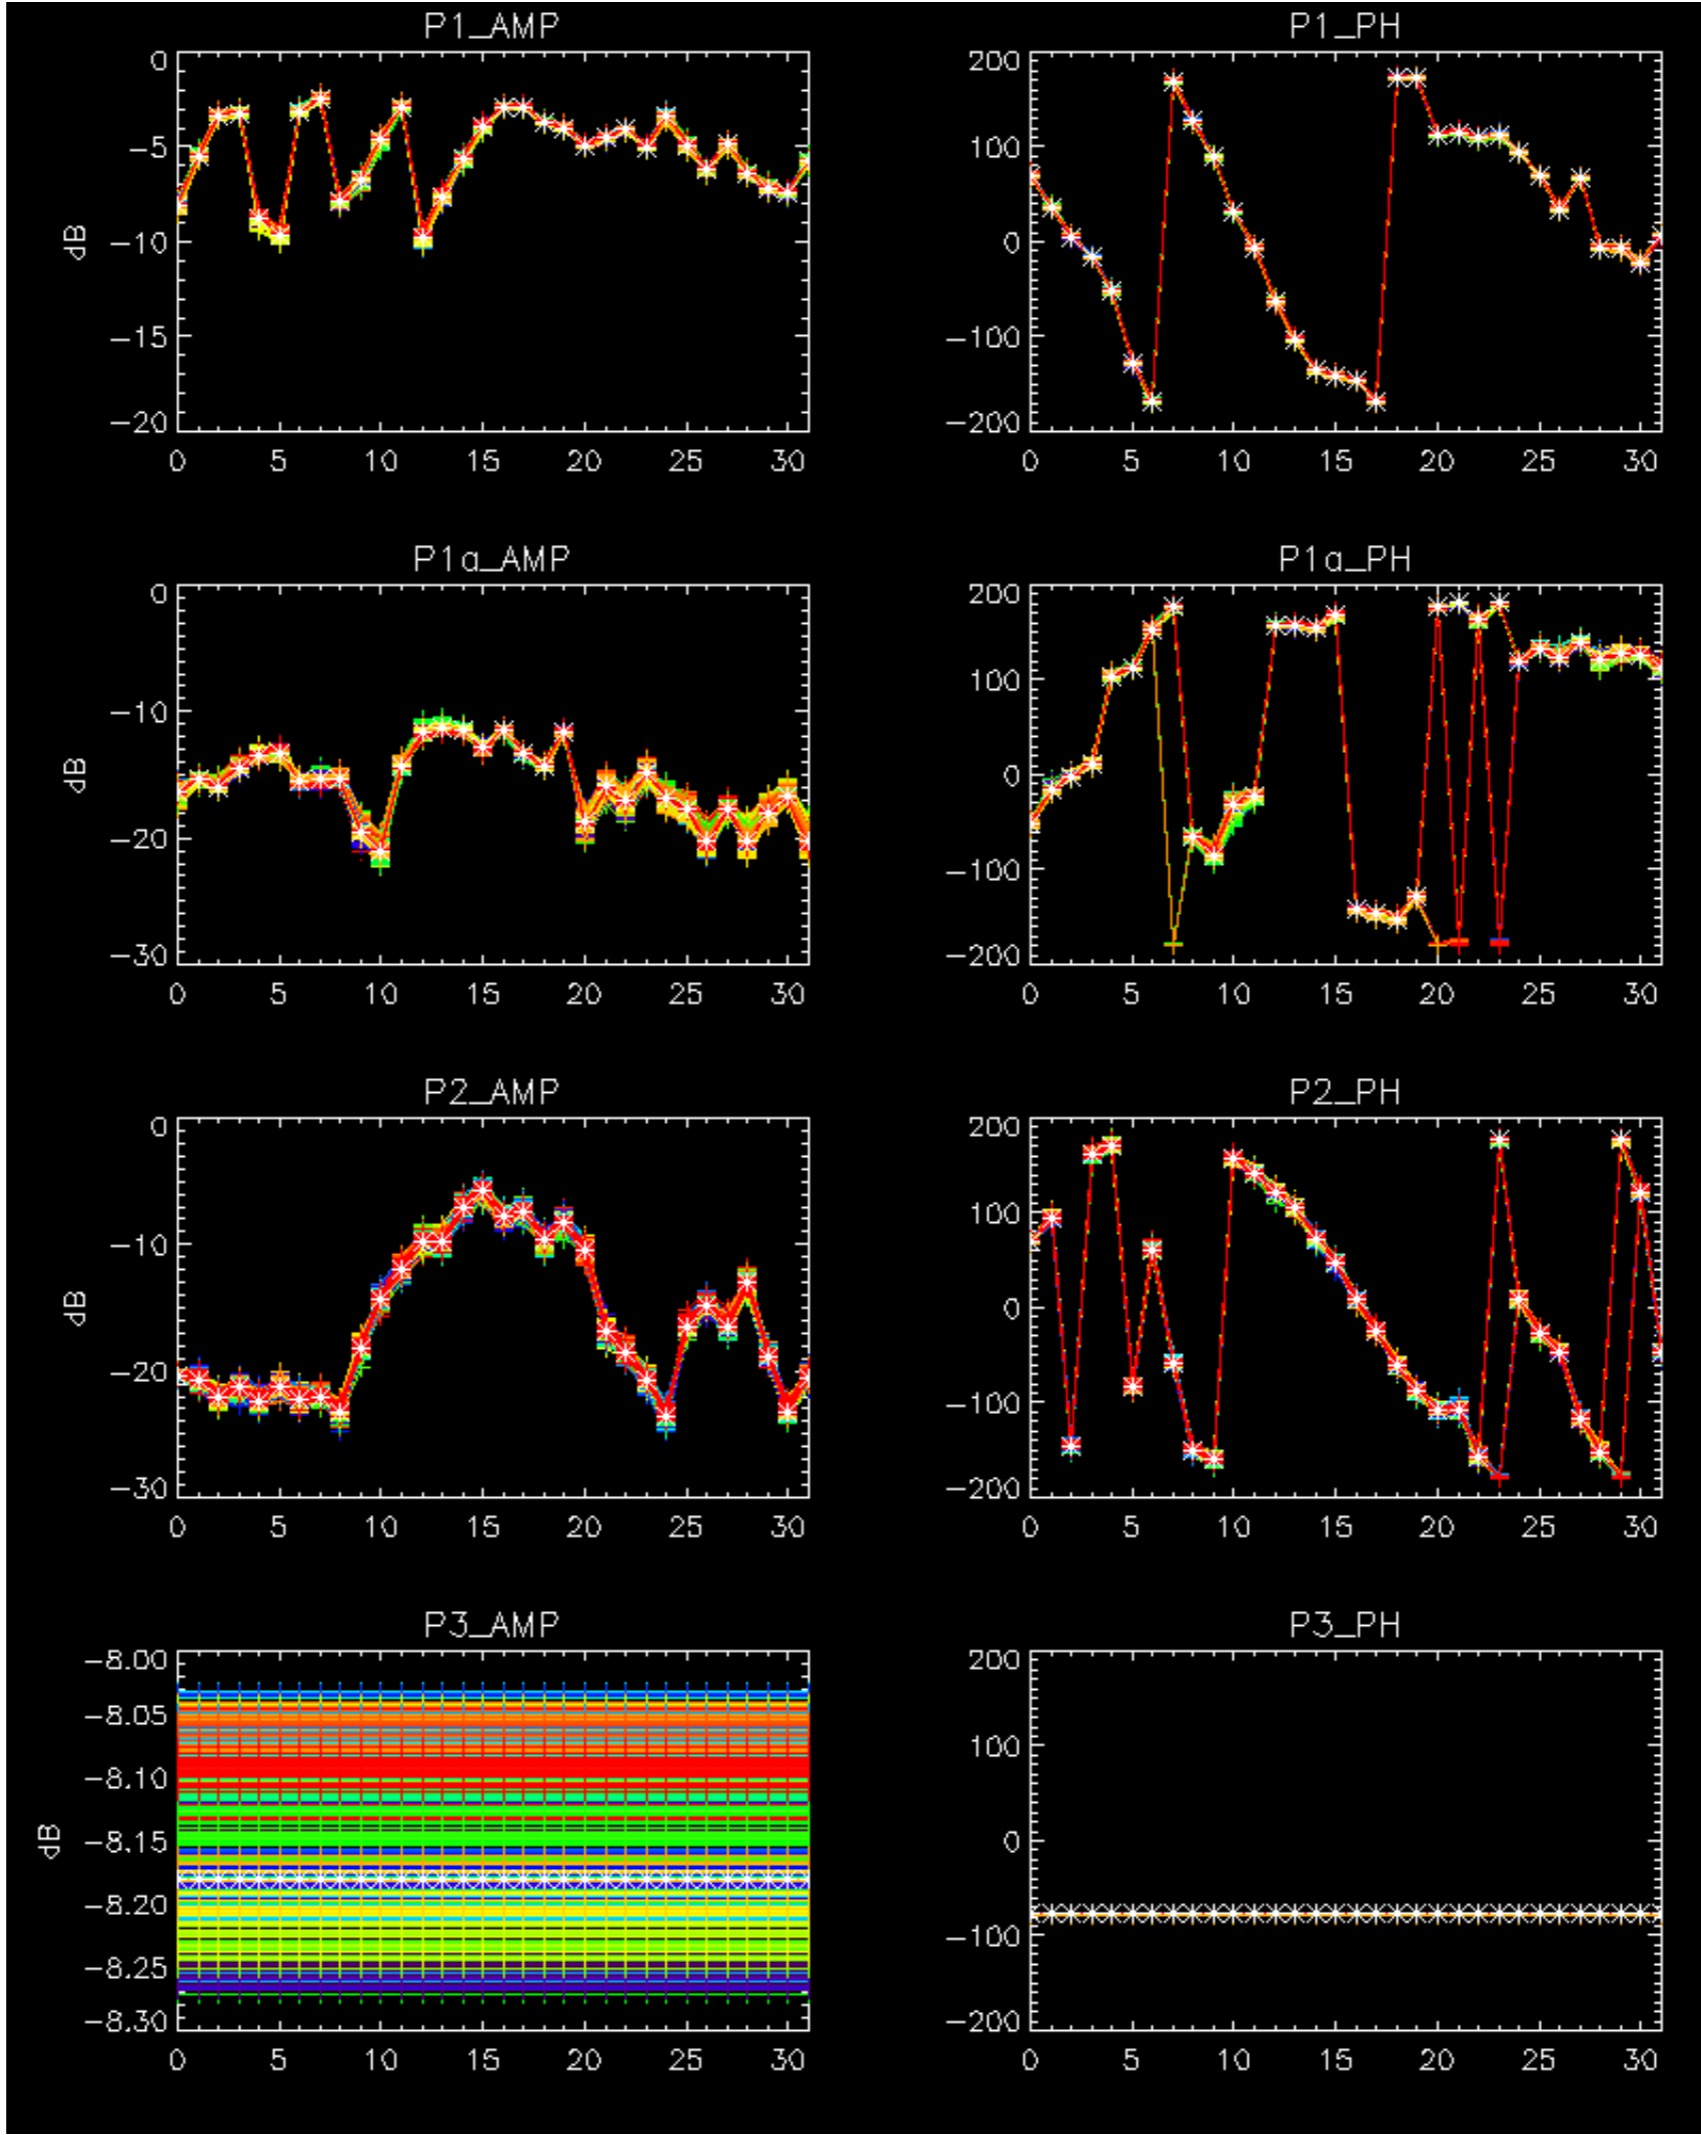 P1_AMP P1_PH
0 200
-5 100
dB -10 0
-15 -100
-20 -200
0 5 10 15 20 25 30 0 5 10 15 20 25 30
P1a_AMP P1a_PH
0 200
-10 100
dB 0
-20 -100
-30 -200
0 5 10 15 20 25 30 0 5 10 15 20 25 30
P2_AMP P2_PH
0 200
-10 100
dB 0
-20 -100
-30 -200
0 5 10 15 20 25 30 0 5 10 15 20 25 30
P3_AMP P3_PH
-8.00 200
-8.05
-8.10 100
dB -8.15 0
-8.20 -100
-8.25
-8.30 -200
0 5 10 15 20 25 30 0 5 10 15 20 25 30